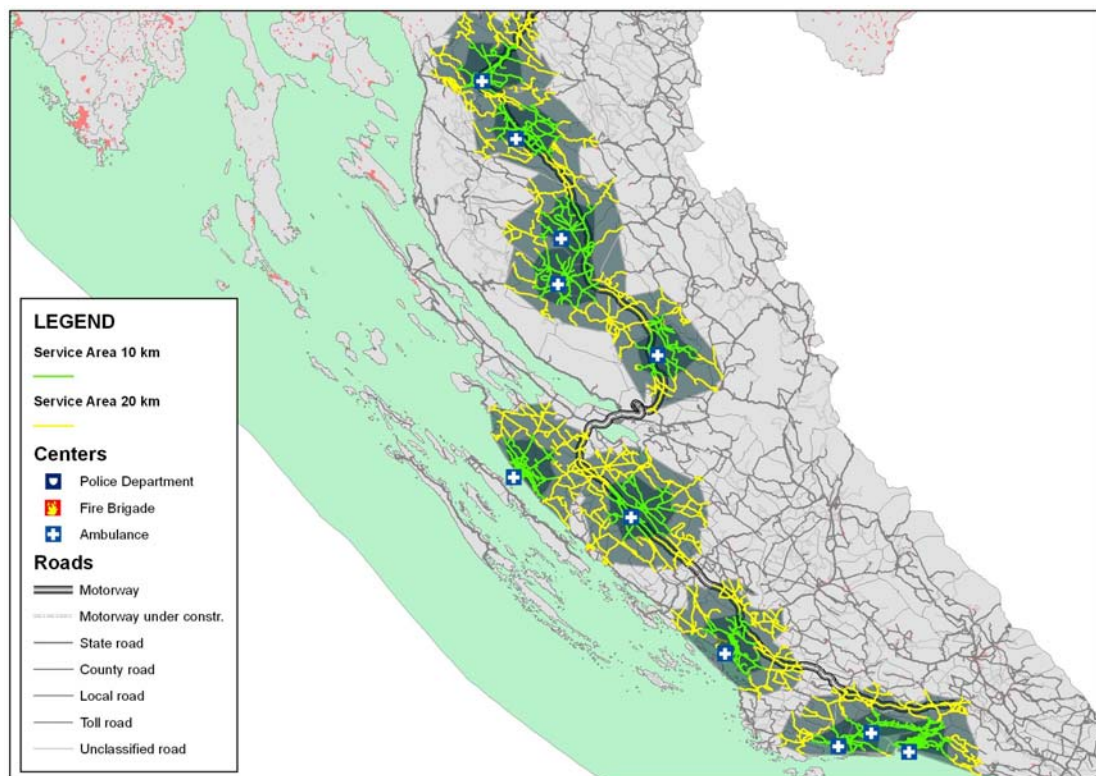 LEGEND
Service Area 10 km
Service Area 20 km
Centers
Police Department
Fire Brigade
Ambulance
Roads
Motorway
Motorway under constr.
State road
County road
Local road
Toll road
Unclassified road